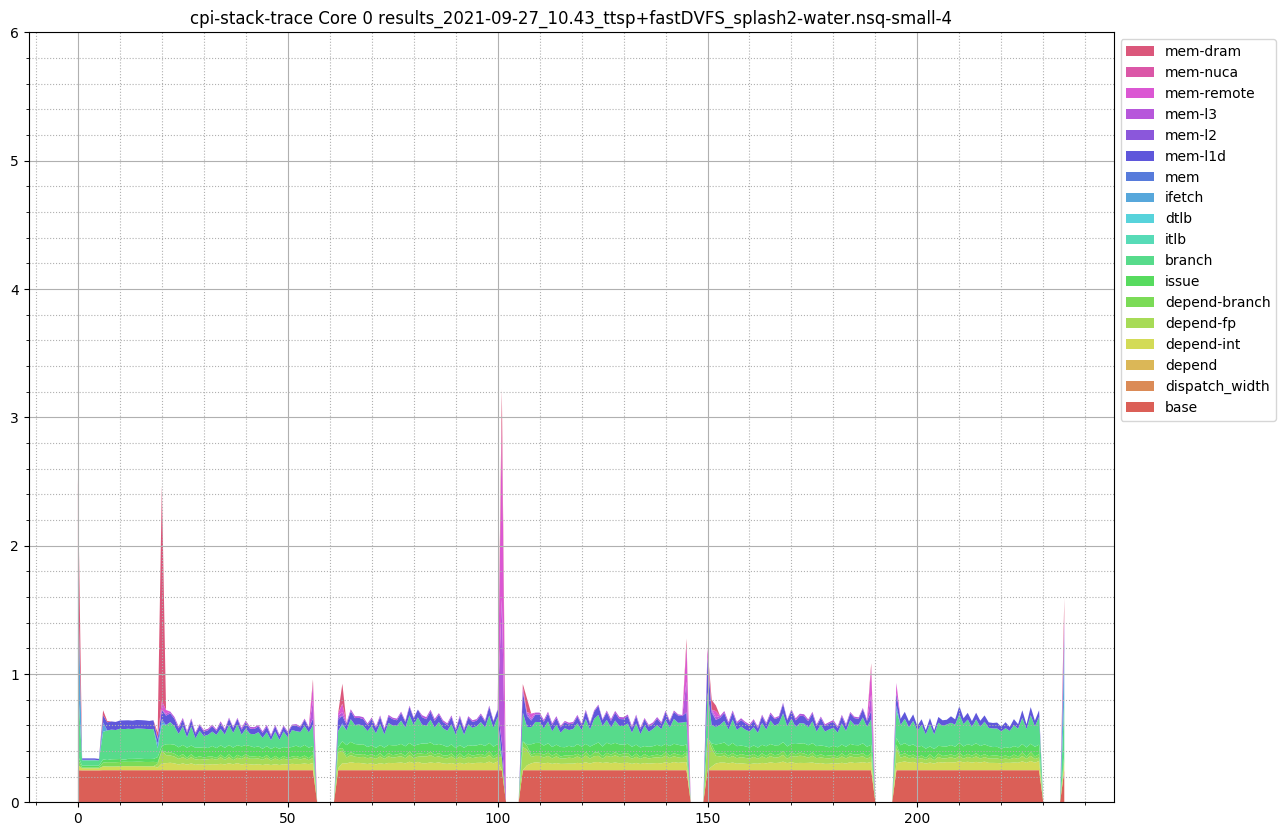 cpi-stack-trace Core 0 results_2021-09-27_10.43_ttsp+fastDVFS_splash2-water.nsq-small-4
6
5
4
3
2
1
0
0 50 100 150 200
mem-dram
mem-nuca
mem-remote
mem-l3
mem-l2
mem-l1d
mem
ifetch
dtlb
itlb
branch
issue
depend-branch
depend-fp
depend-int
depend
dispatch_width
base